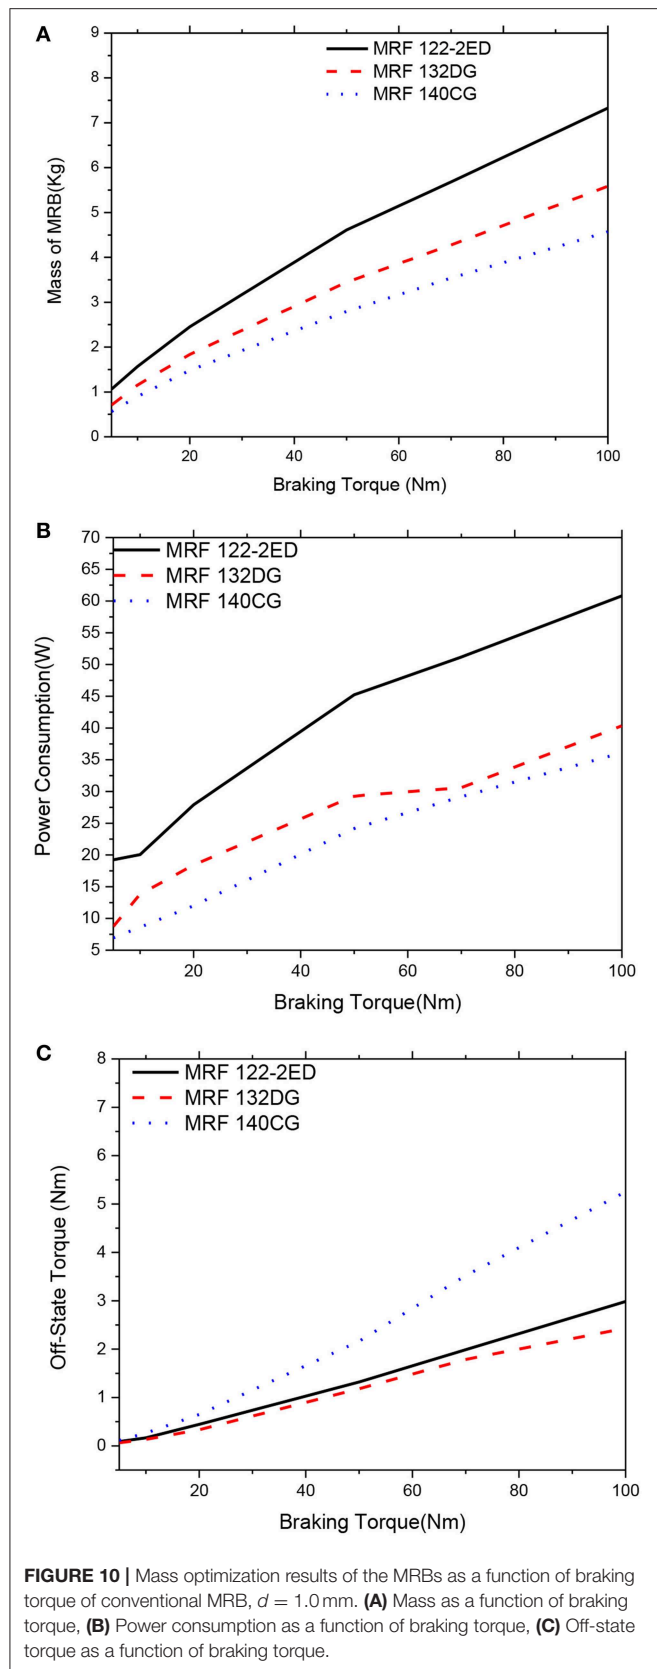 A
MRF 122-2ED
MRF 132DG
MRF 140CG
9
8
7
6
5
4
3
2
1
0
Mass of MRB(Kg)
20
40
60
80
100
Braking Torque (Nm)
B
MRF 122-2ED
MRF 132DG
MRF 140CG
70
65
60
55
50
45
40
35
30
25
20
15
10
5
Power Consumption(W)
20
40
60
80
100
Braking Torque(Nm)
C
MRF 122-2ED
MRF 132DG
MRF 140CG
8
7
6
5
4
3
2
1
0
Off-State Torque (Nm)
20
40
60
80
100
Braking Torque(Nm)
FIGURE 10 | Mass optimization results of the MRBs as a function of braking
torque of conventional MRB, d = 1.0 mm. (A) Mass as a function of braking
torque, (B) Power consumption as a function of braking torque, (C) Off-state
torque as a function of braking torque.